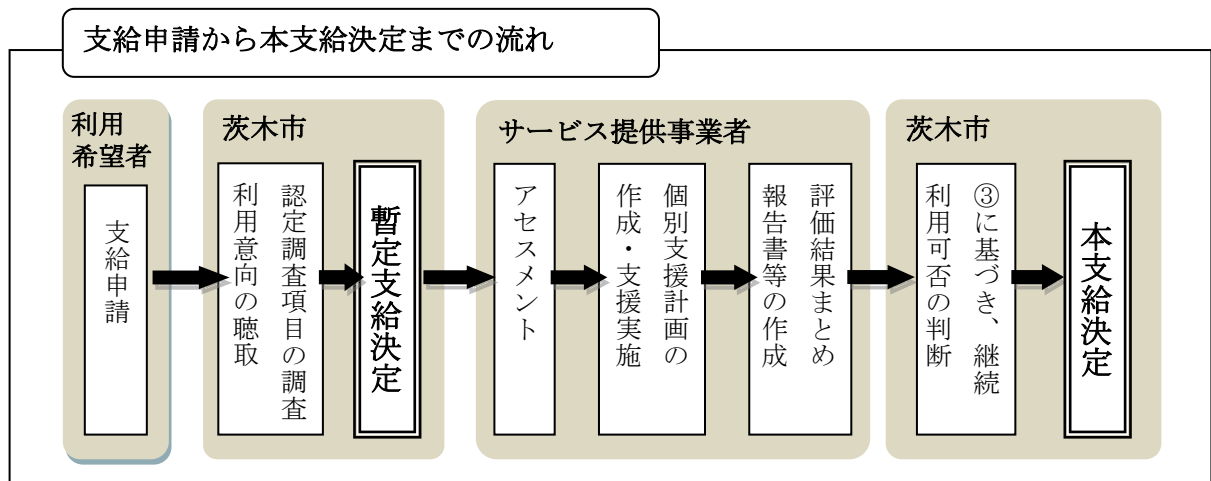 支給申請から本支給決定までの流れ
利用
希望者
支給申請
茨木市
認定調査項目の調査
利用意向の聴取
暫定支給決定
サービス提供事業者
アセスメント
個別支援計画の
作成・支援実施
評価結果まとめ
報告書等の作成
茨木市
③に基づき、継続
利用可否の判断
本支給決定